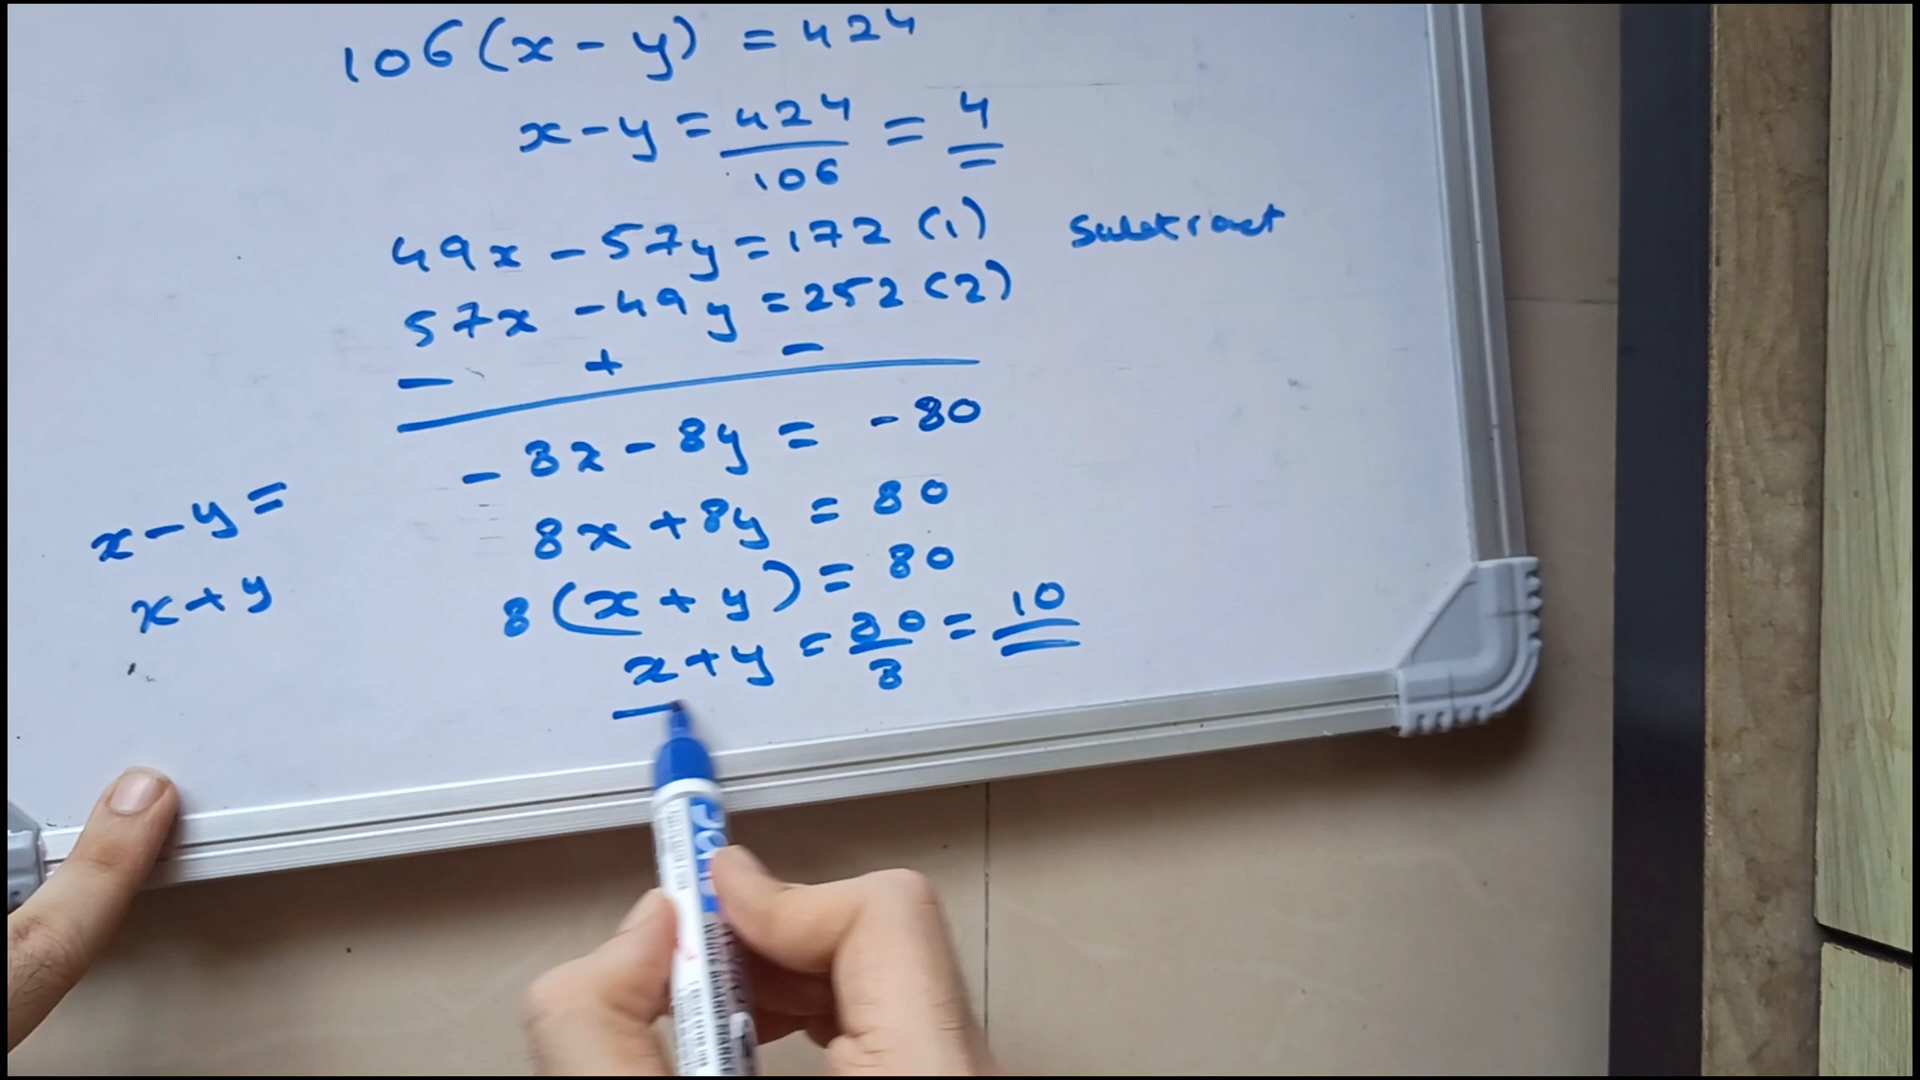 106(x - y) = 424
x - y = 424/106 = 4
49x - 57y = 172 (1) Subtract
57x - 49y = 252 (2)
- + -
- 8x - 8y = - 80
8x + 8y = 80
8(x + y) = 80
x + y = 80/8 = 10
x - y =
x + y